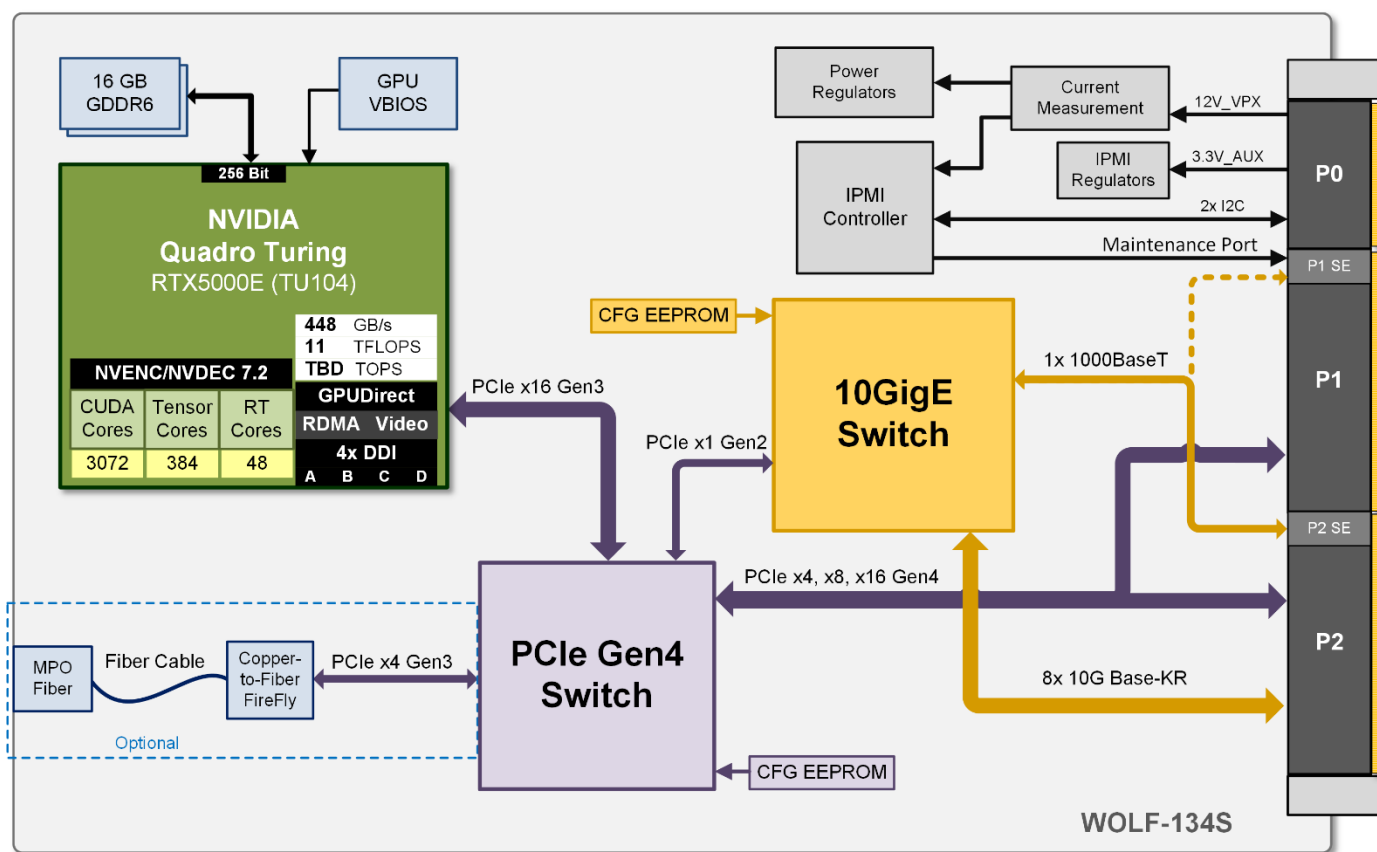 16 GB
GDDR6
GPU
VBIOS
Power
Regulators
Current
Measurement
12V_VPX
IPMI
Regulators
3.3V_AUX
P0
IPMI
Controller
2x I2C
Maintenance Port
P1 SE
256 Bit
NVIDIA
Quadro Turing
RTX5000E (TU104)
448 GB/s
11 TFLOPS
TBD TOPS
NVENC/NVDEC 7.2
GPUDirect
CUDA
Cores
Tensor
Cores
RT
Cores
RDMA Video
4x DDI
3072 384 48
A B C D
PCIe x16 Gen3
CFG EEPROM
10GigE
Switch
1x 1000BaseT
P1
PCIe x1 Gen2
P2 SE
PCIe x4, x8, x16 Gen4
P2
PCIe Gen4
Switch
8x 10G Base-KR
MPO
Fiber
Fiber Cable
Copper-
to-Fiber
FireFly
PCIe x4 Gen3
Optional
CFG EEPROM
WOLF-134S